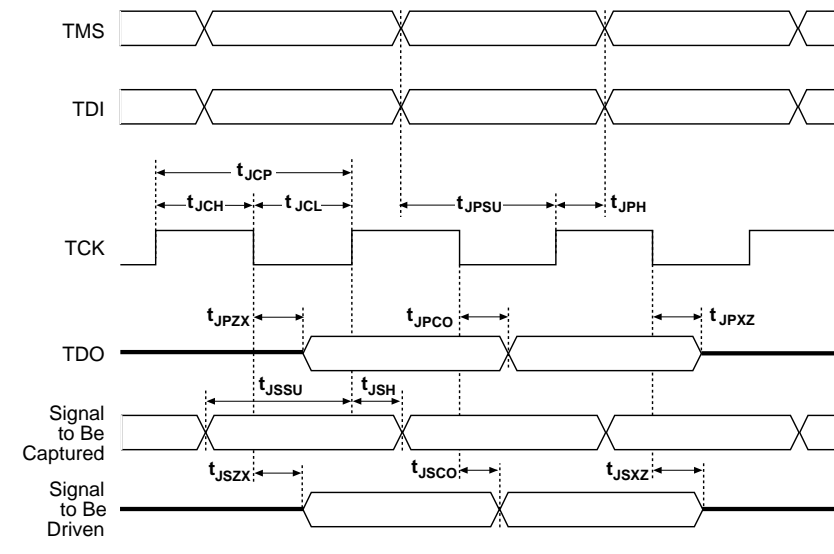 TMS
TDI
tJCP
tJCH
tJCL
tJPSU
tJPH
TCK
tJPZX
tJPCO
tJPXZ
TDO
tJSSU
tJSH
Signal
to Be
Captured
tJSZX
tJSCO
tJSXZ
Signal
to Be
Driven